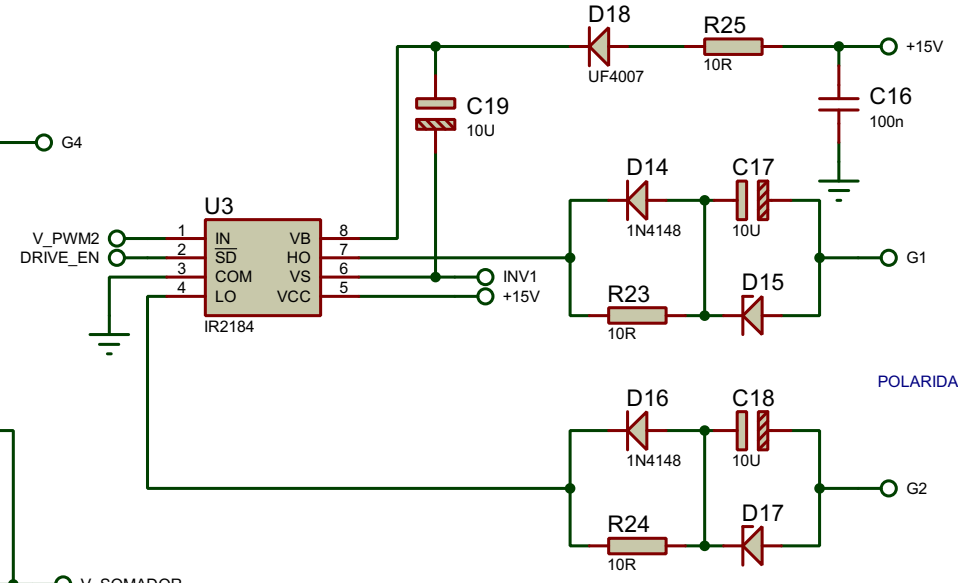 D18
R25
+15V
UF4007
10R
C19
10U
C16
100n
G4
D14
C17
1N4148
10U
U3
V_PWM2
1
IN
VB
8
DRIVE_EN
2
SD
HO
7
G1
3
COM
VS
6
INV1
4
LO
VCC
5
+15V
IR2184
R23
D15
10R
POLARIDA
D16
C18
1N4148
10U
G2
R24
D17
10R
V_SOMADOR